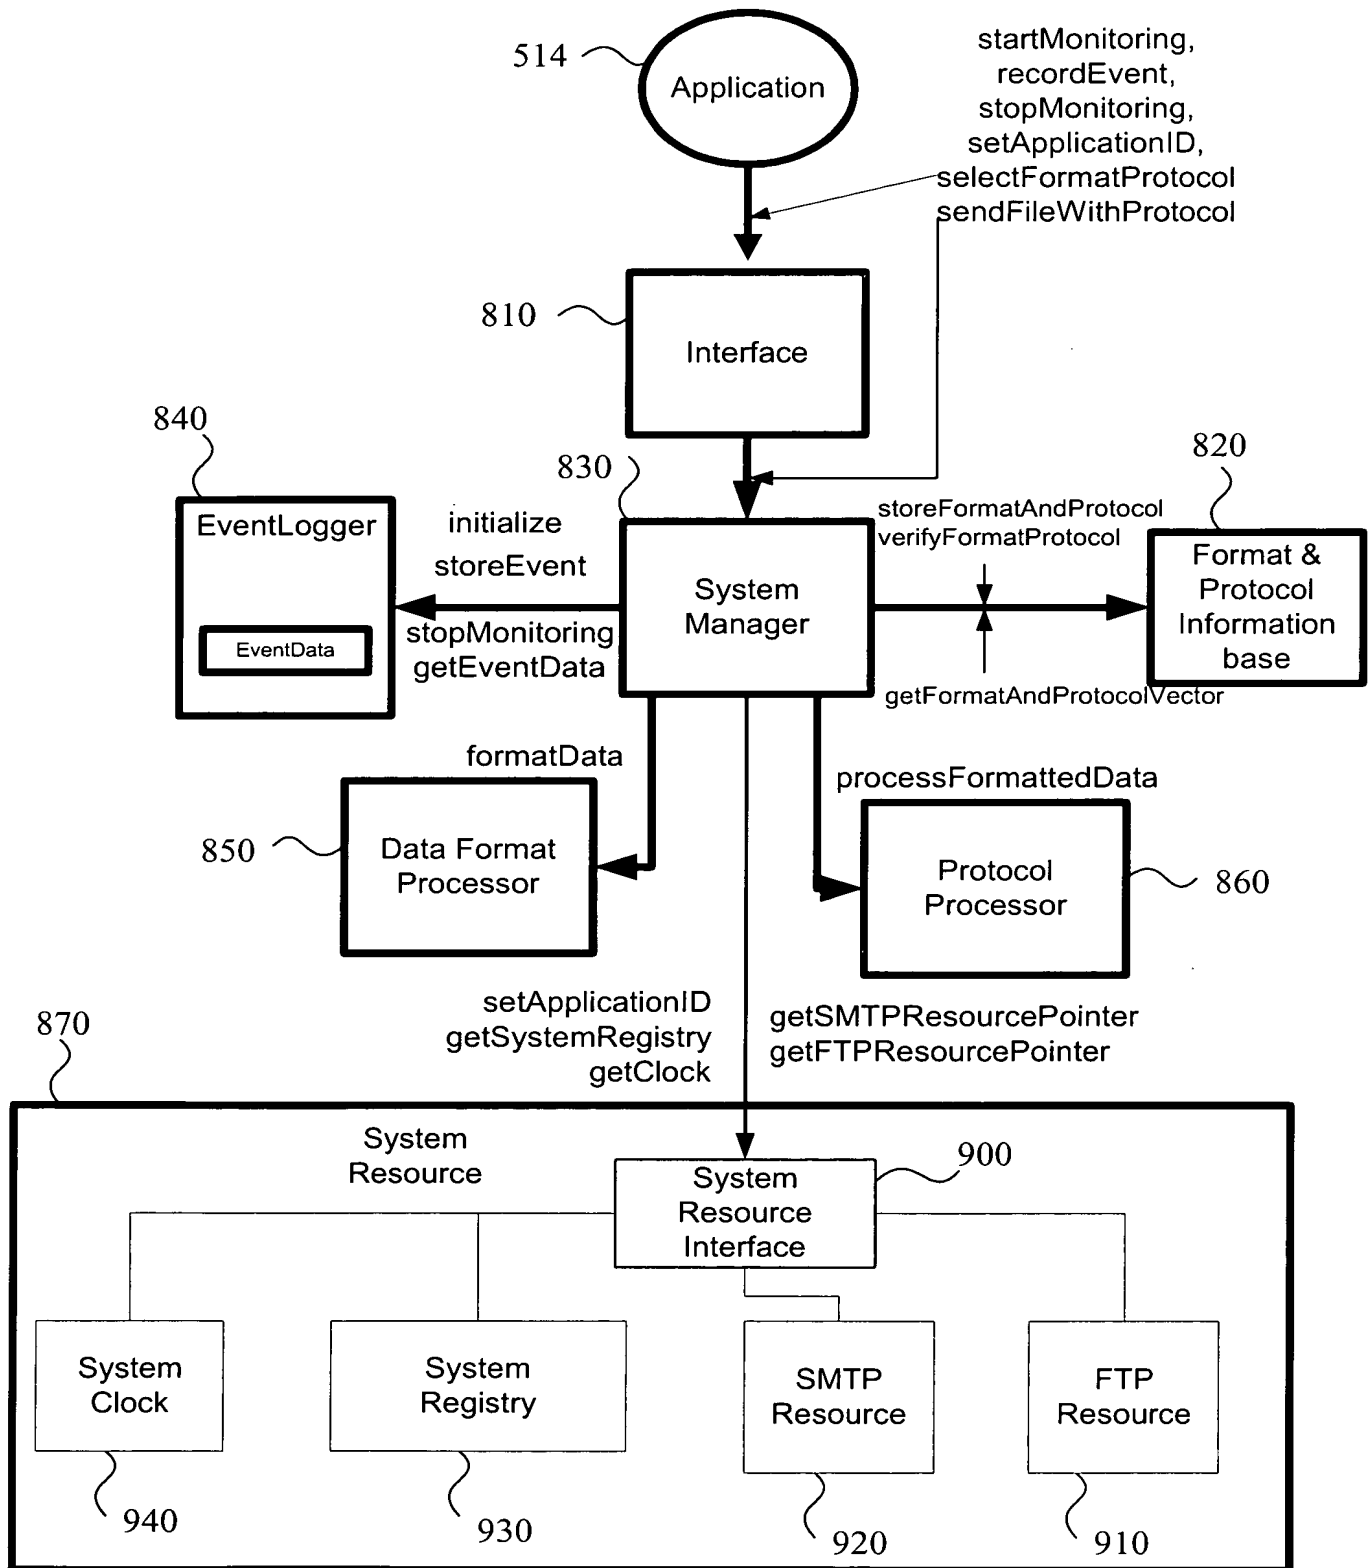 514
Application
startMonitoring,
recordEvent,
stopMonitoring,
setApplicationID,
selectFormatProtocol
sendFileWithProtocol
810
Interface
840
EventLogger
EventData
initialize
storeEvent
stopMonitoring
getEventData
830
System
Manager
storeFormatAndProtocol
verifyFormatProtocol
getFormatAndProtocolVector
820
Format &
Protocol
Information
base
formatData
850
Data Format
Processor
processFormattedData
Protocol
Processor
860
setApplicationID
getSystemRegistry
getClock
getSMTPResourcePointer
getFTPResourcePointer
870
System
Resource
System
Resource
Interface
900
System
Clock
940
System
Registry
930
SMTP
Resource
920
FTP
Resource
910